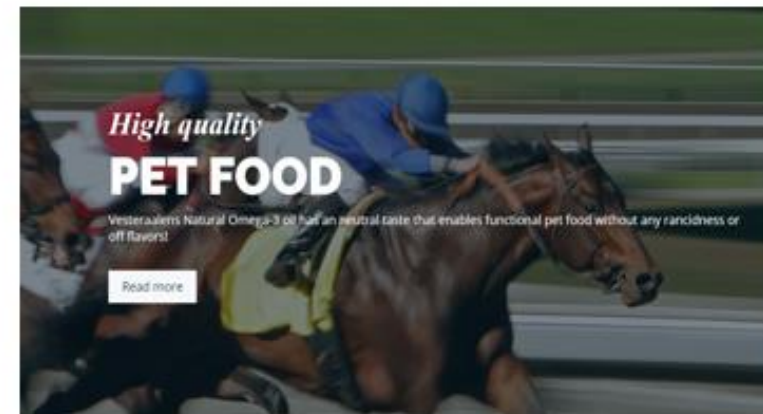 High quality
PET FOOD
Vesteraalens Natural Omega-3 oil has an neutral taste that enables functional pet food without any rancidness or
off flavors!
Read more